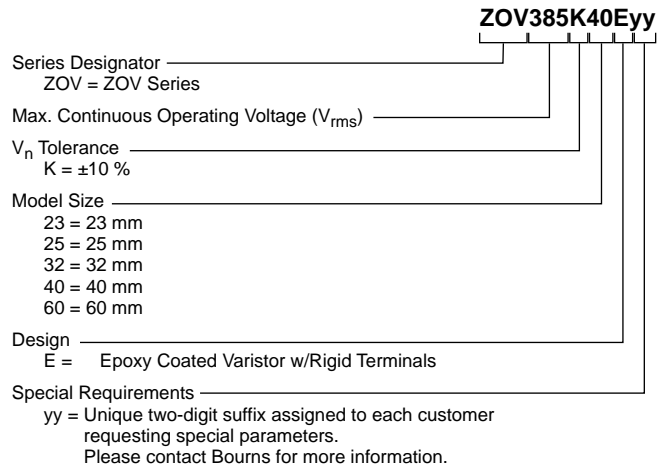 ZOV385K40Eyy
Series Designator
ZOV = ZOV Series
Max. Continuous Operating Voltage (Vrms)
Vn Tolerance
K = ±10 %
Model Size
23 = 23 mm
25 = 25 mm
32 = 32 mm
40 = 40 mm
60 = 60 mm
Design
E = Epoxy Coated Varistor w/Rigid Terminals
Special Requirements
yy = Unique two-digit suffix assigned to each customer
requesting special parameters.
Please contact Bourns for more information.